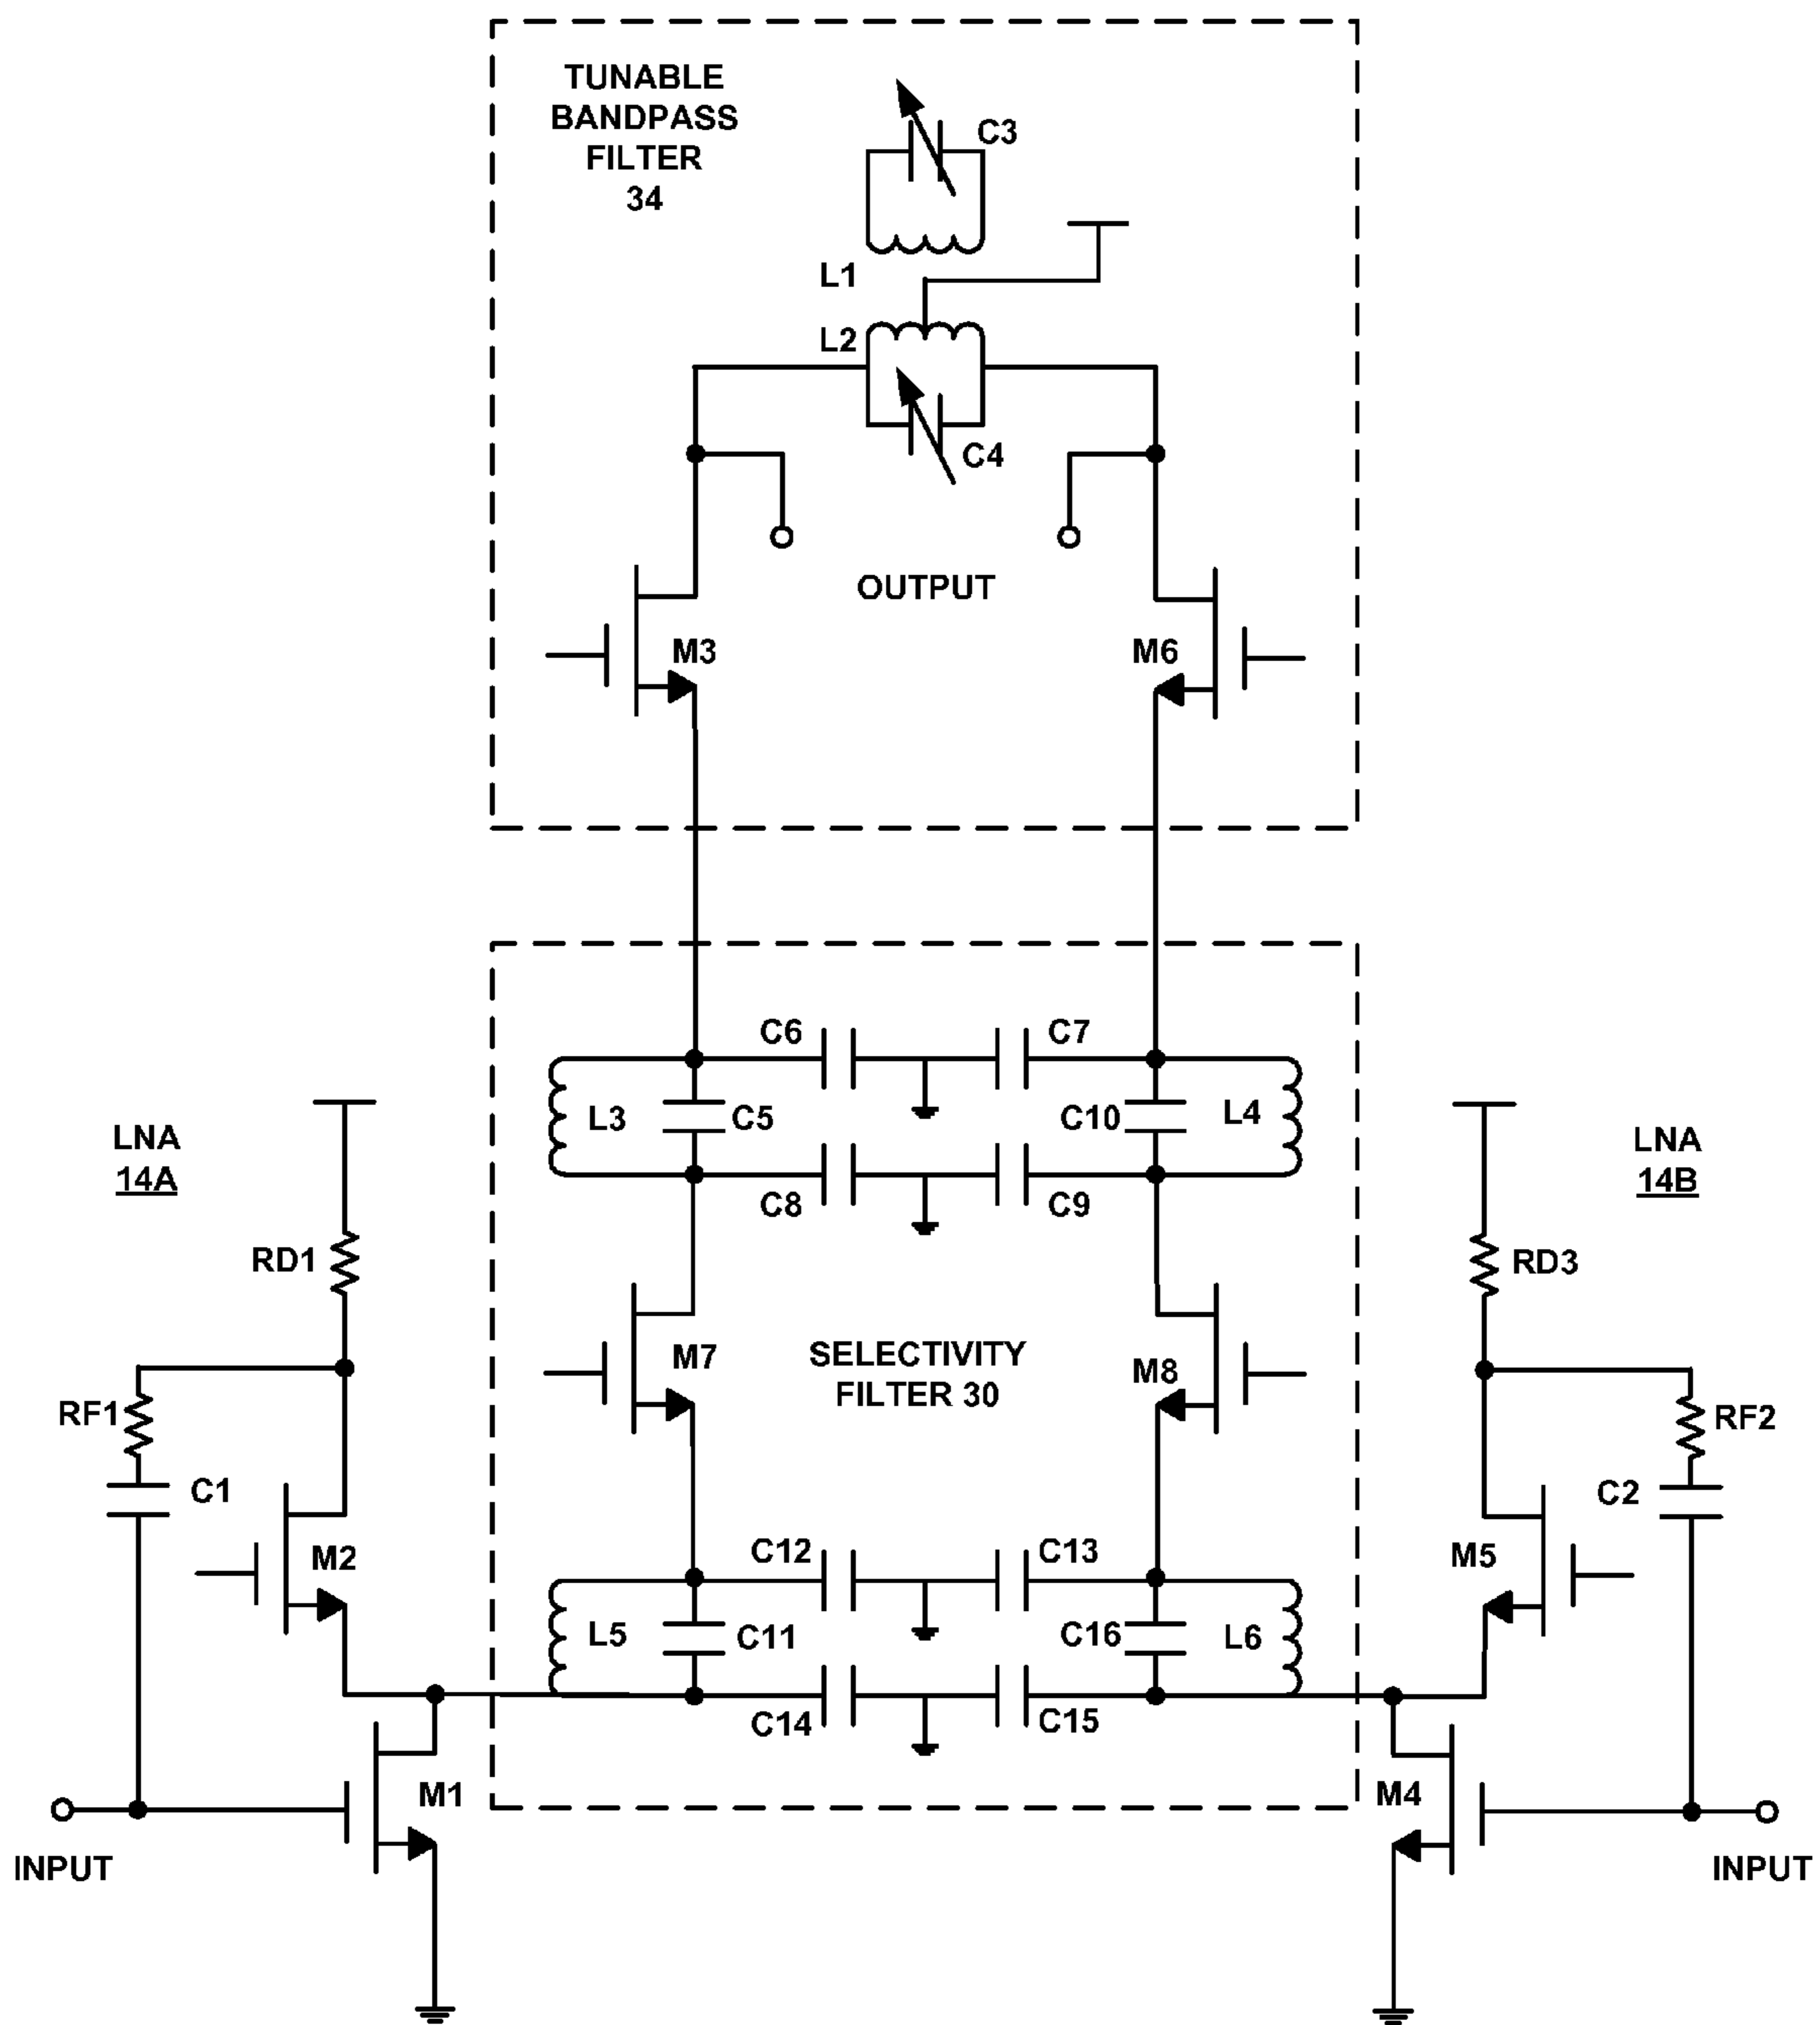 TUNABLE
BANDPASS
FILTER
34
C3
L1
L2
C4
OUTPUT
M3
M6
C6
C7
L3
C5
C10
L4
C8
C9
LNA
14A
LNA
14B
RD1
RD3
M7
SELECTIVITY
FILTER 30
M8
RF1
RF2
C1
C2
M2
M5
C12
C13
L5
C11
C16
L6
C14
C15
M1
M4
INPUT
INPUT